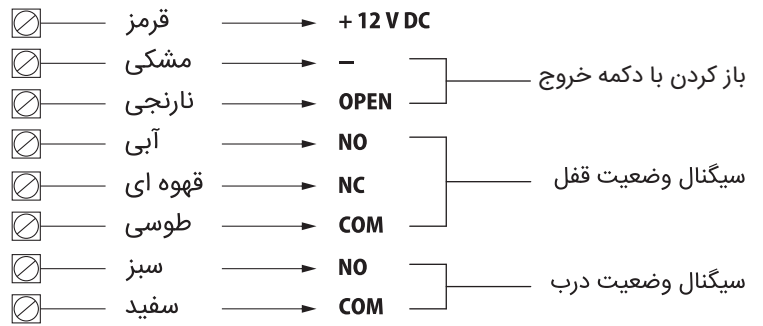 قرمز + 12 V DC
مشکی –
باز کردن با دکمه خروج
نارنجی OPEN
آبی NO
قهوه ای NC
سیگنال وضعیت قفل
طوسی COM
سبز NO
سیگنال وضعیت درب
سفید COM